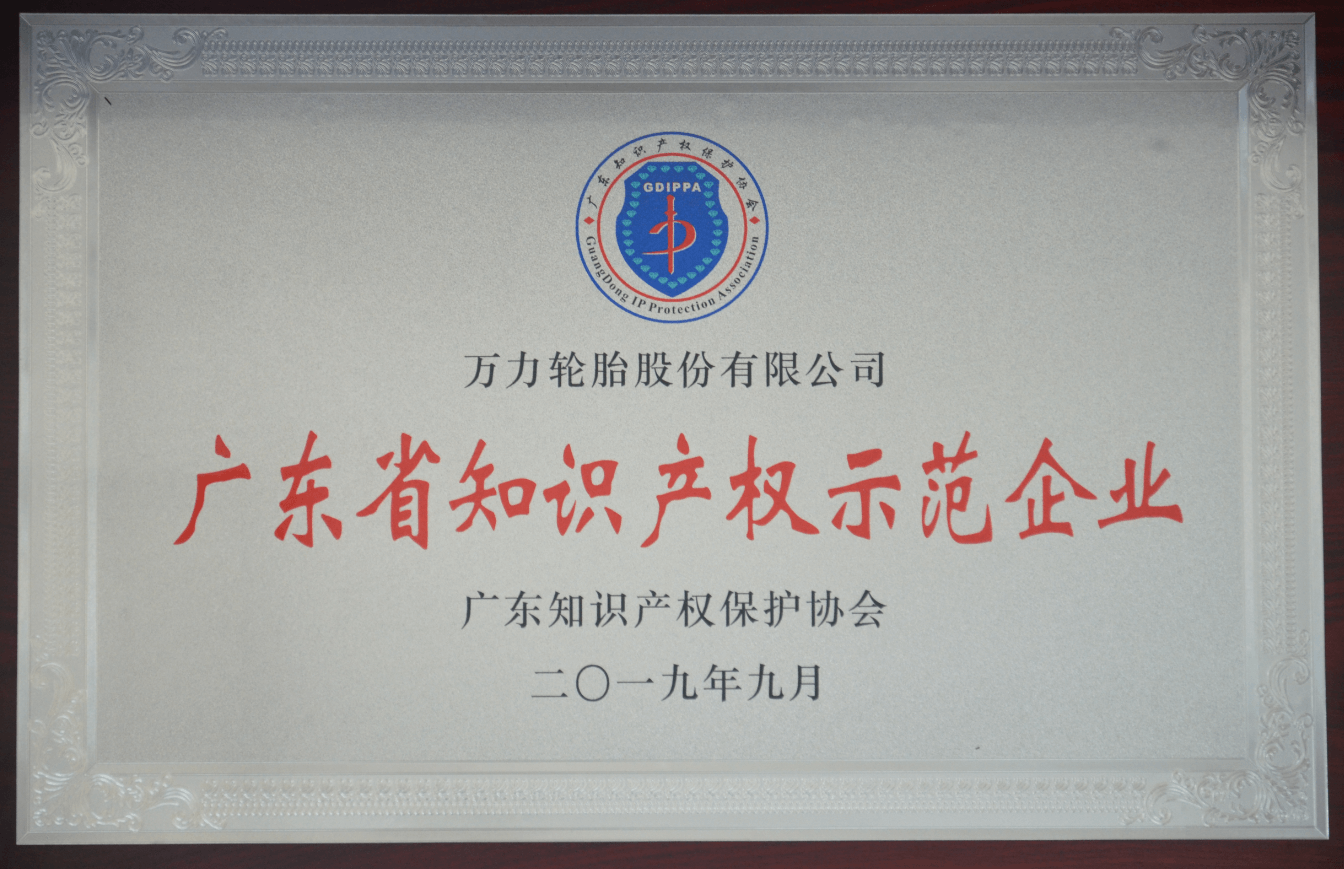 广东知识产权保护协会
GDIPPA
GuangDong IP Protection Association
万力轮胎股份有限公司
广东省知识产权示范企业
广东知识产权保护协会
二〇一九年九月